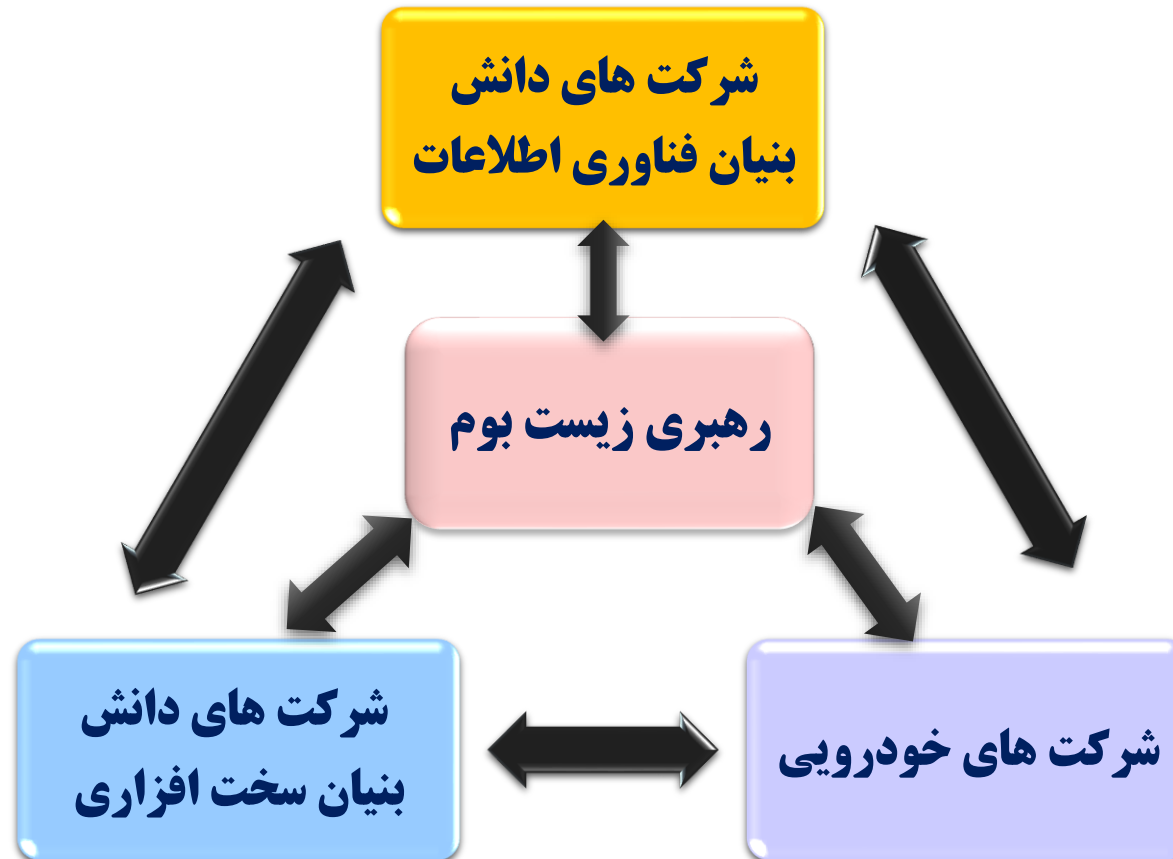 شرکت های دانش
بنیان فناوری اطلاعات
رهبری زیست بوم
شرکت های خودرویی
شرکت های دانش
بنیان سخت افزاری